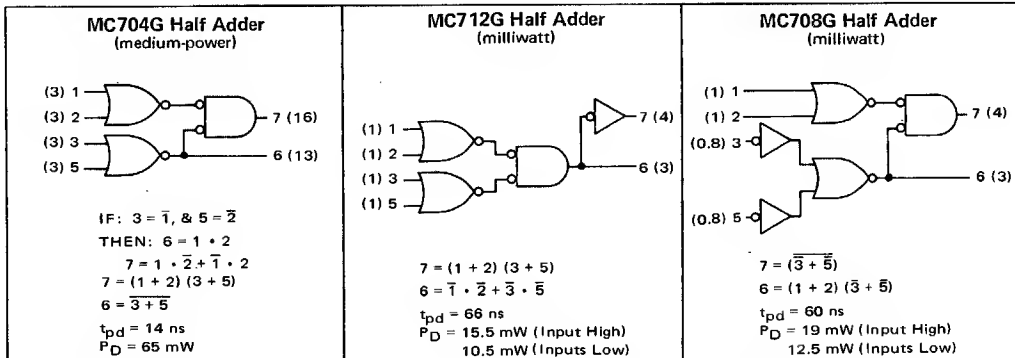 MC704G Half Adder
(medium-power)
(3) 1
(3) 2
(3) 3
(3) 5
7 (16)
6 (13)
IF: 3 = 1̅, & 5 = 2̅
THEN: 6 = 1 • 2
7 = 1 • 2̅ + 1̅ • 2
7 = (1 + 2) (3 + 5)
6 = 3̅ ̅+̅ ̅5̅
tpd = 14 ns
PD = 65 mW
MC712G Half Adder
(milliwatt)
(1) 1
(1) 2
(1) 3
(1) 5
7 (4)
6 (3)
7 = (1 + 2) (3 + 5)
6 = 1̅ • 2̅ + 3̅ • 5̅
tpd = 66 ns
PD = 15.5 mW (Input High)
10.5 mW (Inputs Low)
MC708G Half Adder
(milliwatt)
(1) 1
(1) 2
(0.8) 3
(0.8) 5
7 (4)
6 (3)
7 = (3̅ ̅+̅ ̅5̅)
6 = (1 + 2) (3̅ + 5̅)
tpd = 60 ns
PD = 19 mW (Input High)
12.5 mW (Inputs Low)